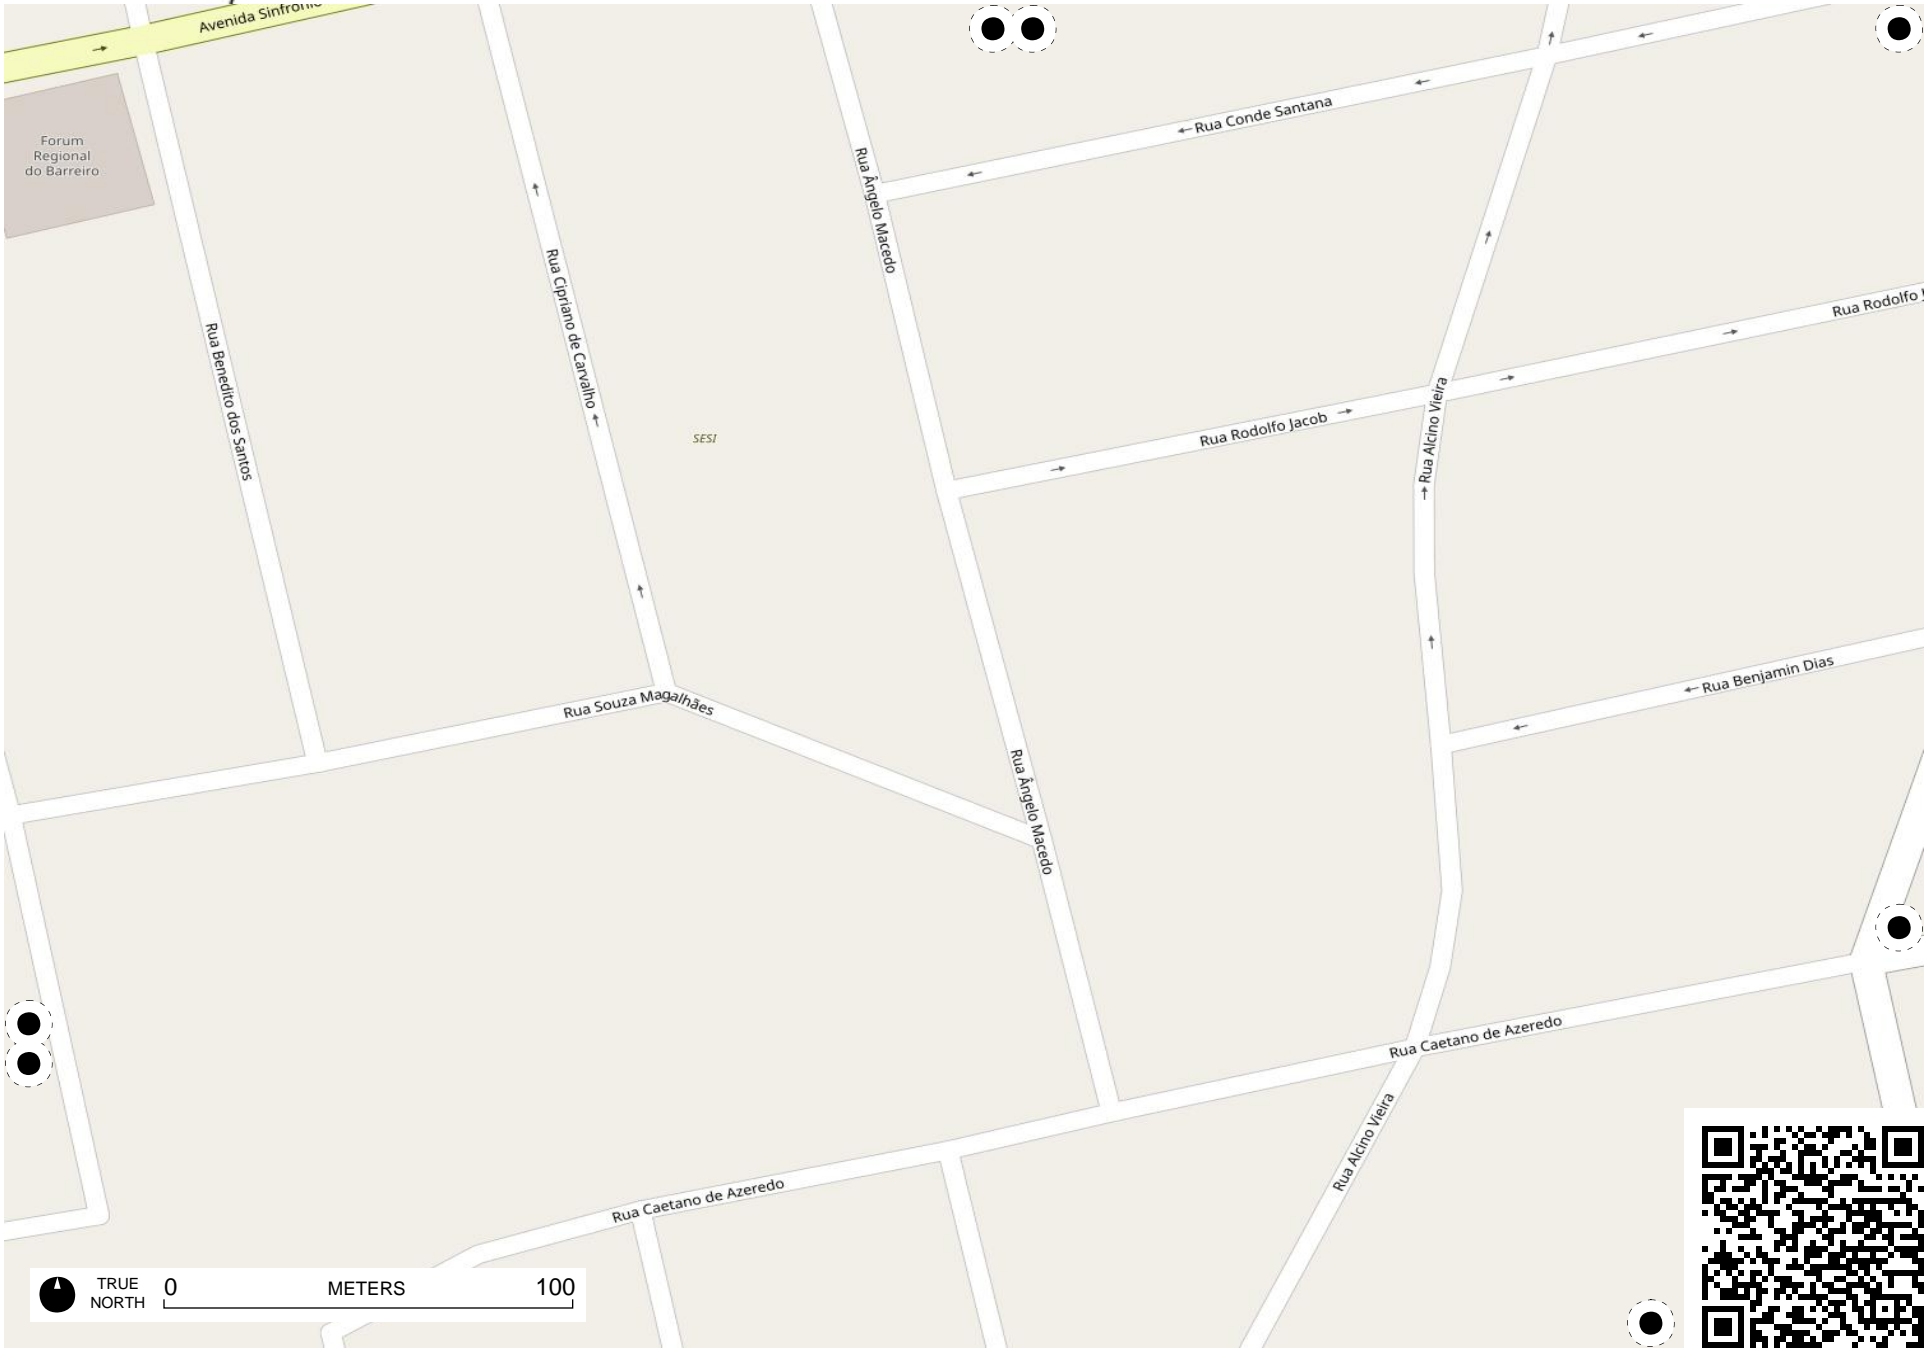 Avenida Sinfrônio
Forum
Regional
do Barreiro
Rua Conde Santana
Rua Ângelo Macedo
Rua Cipriano de Carvalho
Rua Benedito dos Santos
Rua Rodolfo J
Rua Alcino Vieira
Rua Rodolfo Jacob
SESI
Rua Benjamin Dias
Rua Souza Magalhães
Rua Ângelo Macedo
Rua Caetano de Azeredo
Rua Alcino Vieira
Rua Caetano de Azeredo
TRUE
NORTH
0 METERS 100